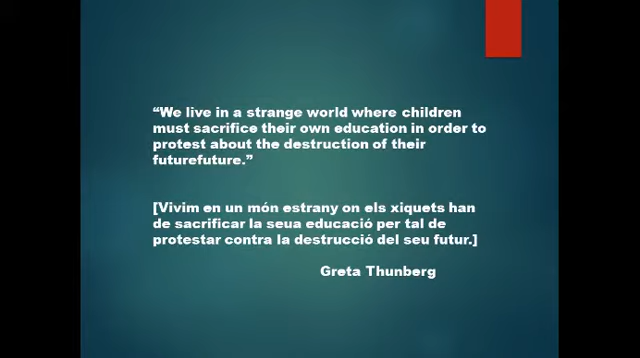 “We live in a strange world where children
must sacrifice their own education in order to
protest about the destruction of their
futurefuture.”
[Vivim en un món estrany on els xiquets han
de sacrificar la seua educació per tal de
protestar contra la destrucció del seu futur.]
Greta Thunberg